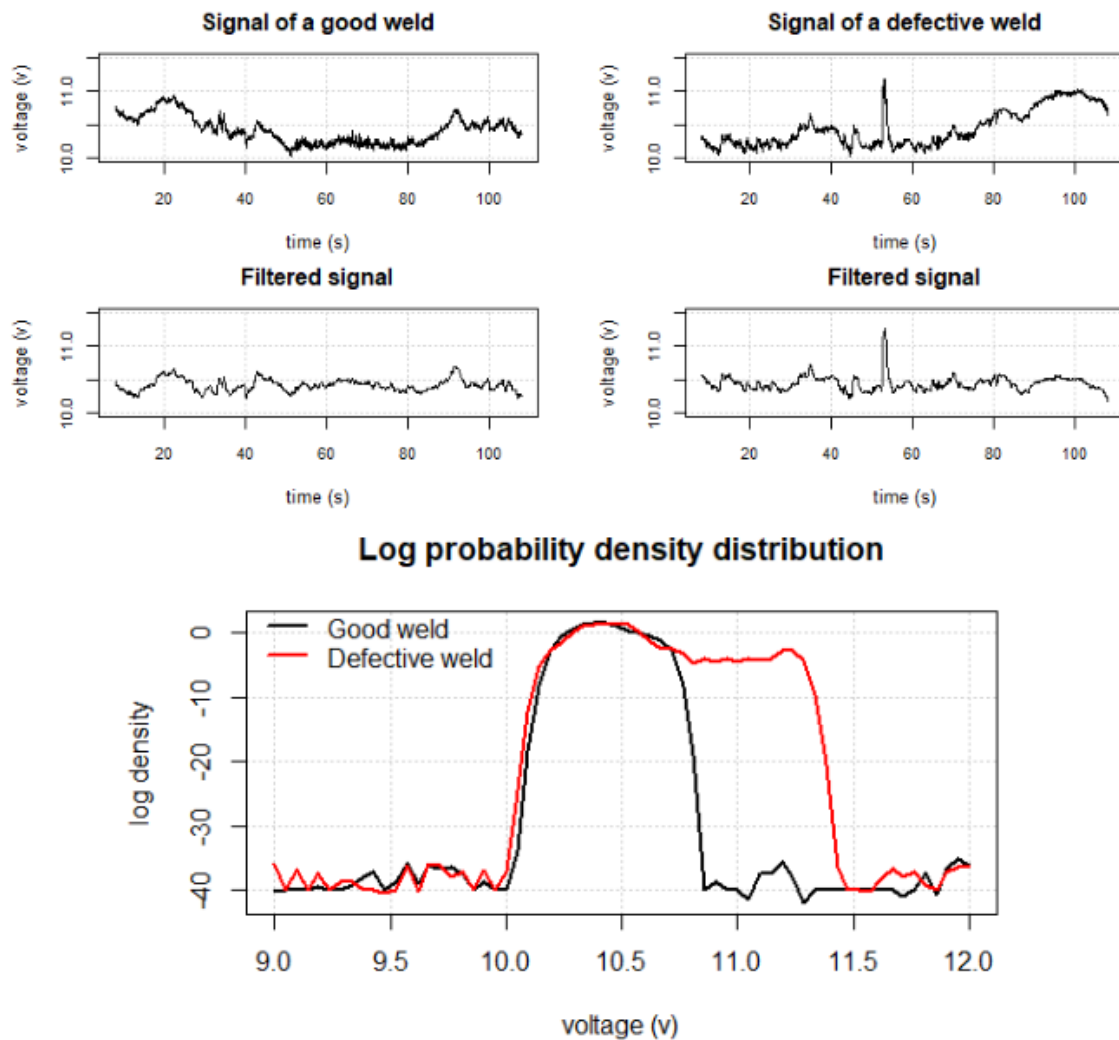 Signal of a good weld
voltage (v)
11.0
10.0
20 40 60 80 100
time (s)
Signal of a defective weld
voltage (v)
11.0
10.0
20 40 60 80 100
time (s)
Filtered signal
voltage (v)
11.0
10.0
20 40 60 80 100
time (s)
Filtered signal
voltage (v)
11.0
10.0
20 40 60 80 100
time (s)
Log probability density distribution
Good weld
Defective weld
log density
0
-10
-20
-30
-40
9.0 9.5 10.0 10.5 11.0 11.5 12.0
voltage (v)